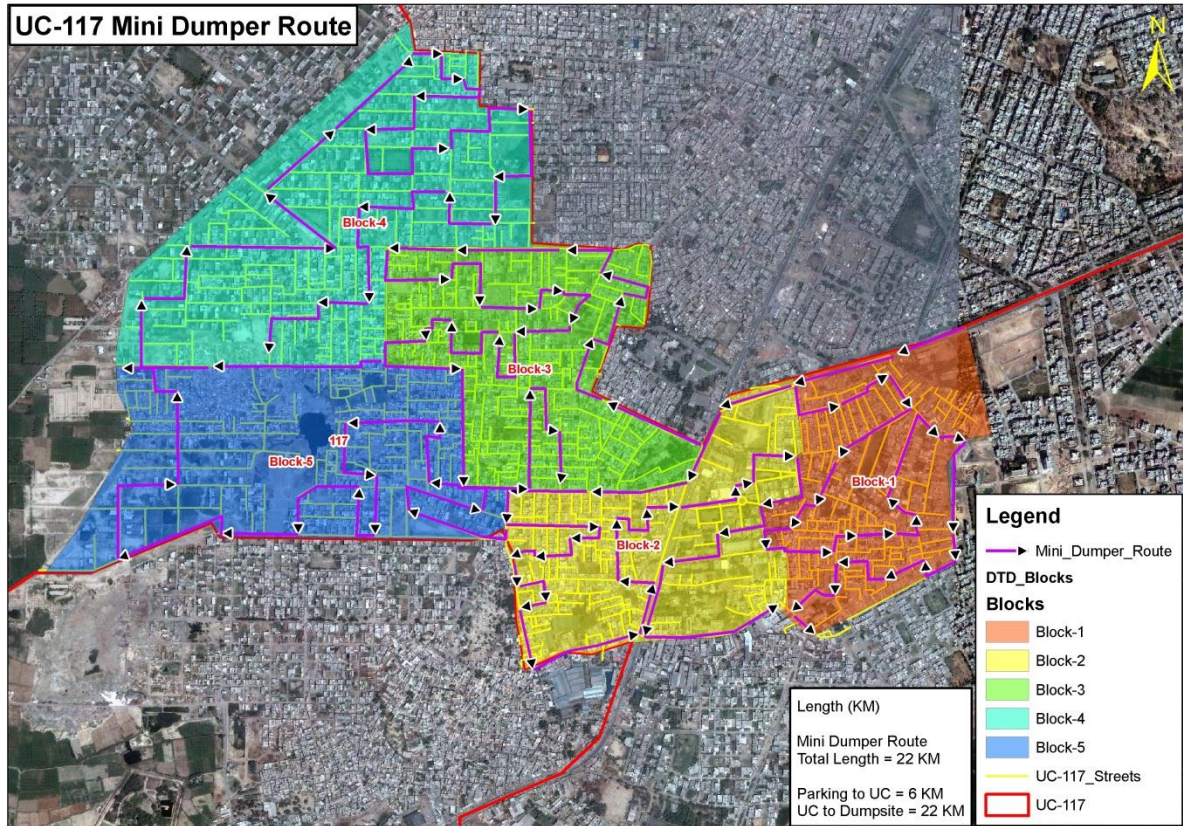 UC-117 Mini Dumper Route
N
Block-4
Block-3
117
Block-5
Block-1
Block-2
Legend
Mini_Dumper_Route
DTD_Blocks
Blocks
Block-1
Block-2
Block-3
Block-4
Block-5
UC-117_Streets
UC-117
Length (KM)
Mini Dumper Route
Total Length = 22 KM
Parking to UC = 6 KM
UC to Dumpsite = 22 KM